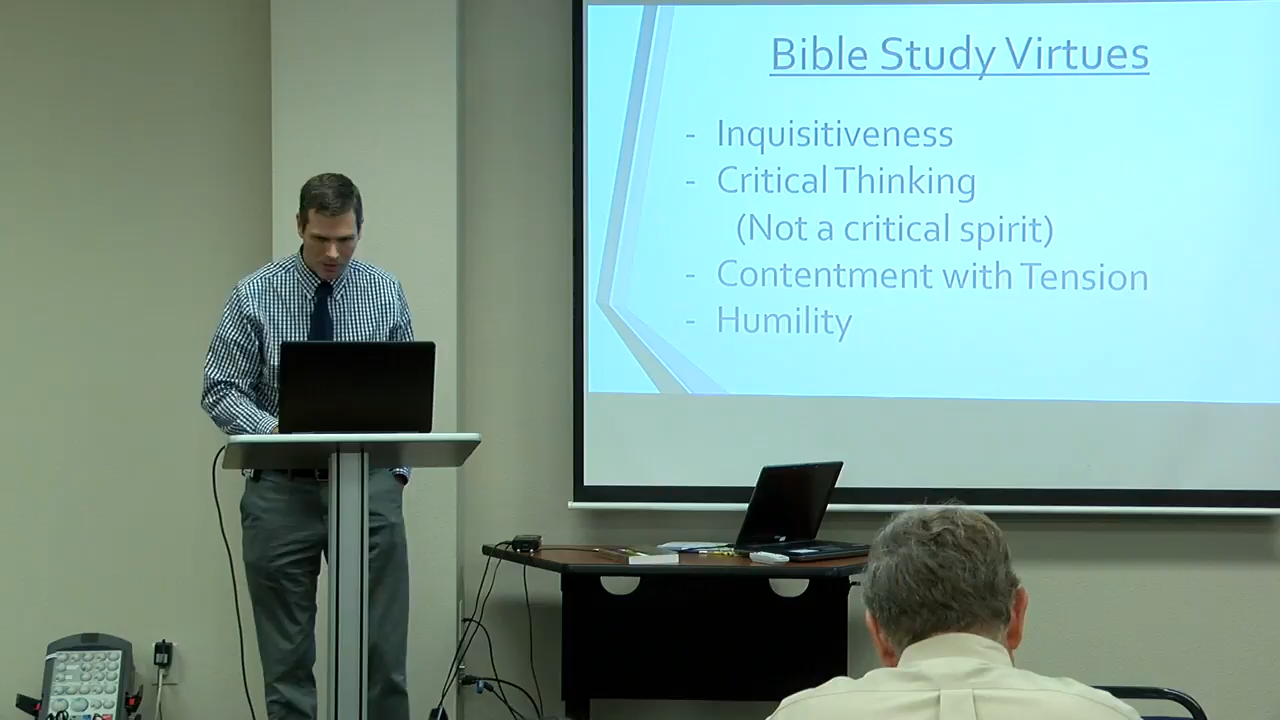 Bible Study Virtues
- Inquisitiveness
- Critical Thinking
(Not a critical spirit)
- Contentment with Tension
- Humility